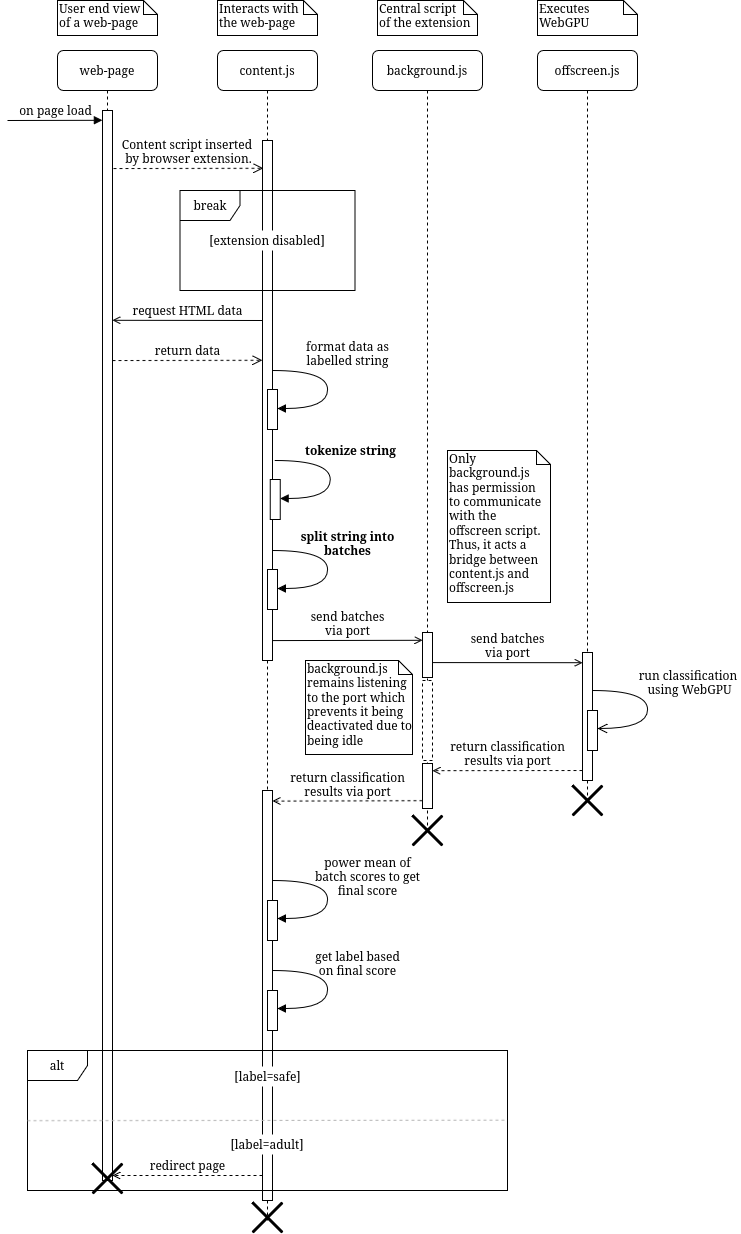 User end view
of a web-page
Interacts with
the web-page
Central script
of the extension
Executes
WebGPU
web-page
content.js
background.js
offscreen.js
on page load
Content script inserted
by browser extension.
break
[extension disabled]
request HTML data
return data
format data as
labelled string
tokenize string
Only
background.js
has permission
to communicate
with the
offscreen script.
Thus, it acts a
bridge between
content.js and
offscreen.js
split string into
batches
send batches
via port
send batches
via port
background.js
remains listening
to the port which
prevents it being
deactivated due to
being idle
run classification
using WebGPU
return classification
results via port
return classification
results via port
power mean of
batch scores to get
final score
get label based
on final score
alt
[label=safe]
[label=adult]
redirect page